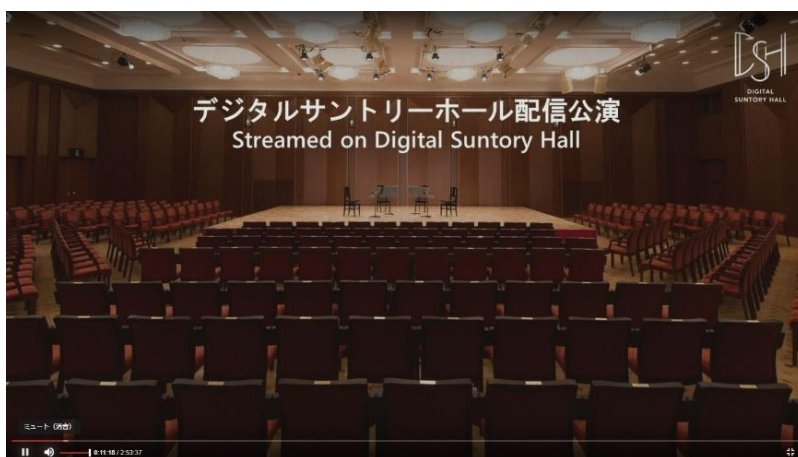 デジタルサントリーホール配信公演
Streamed on Digital Suntory Hall
DSH
DIGITAL
SUNTORY HALL
ミュート (消音)
0:11:18 / 2:53:37